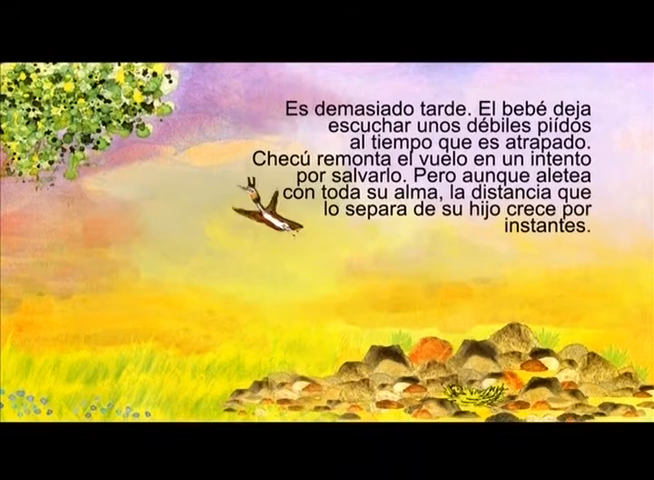 Es demasiado tarde. El bebé deja
escuchar unos débiles piídos
al tiempo que es atrapado.
Checú remonta el vuelo en un intento
por salvarlo. Pero aunque aletea
con toda su alma, la distancia que
lo separa de su hijo crece por
instantes.